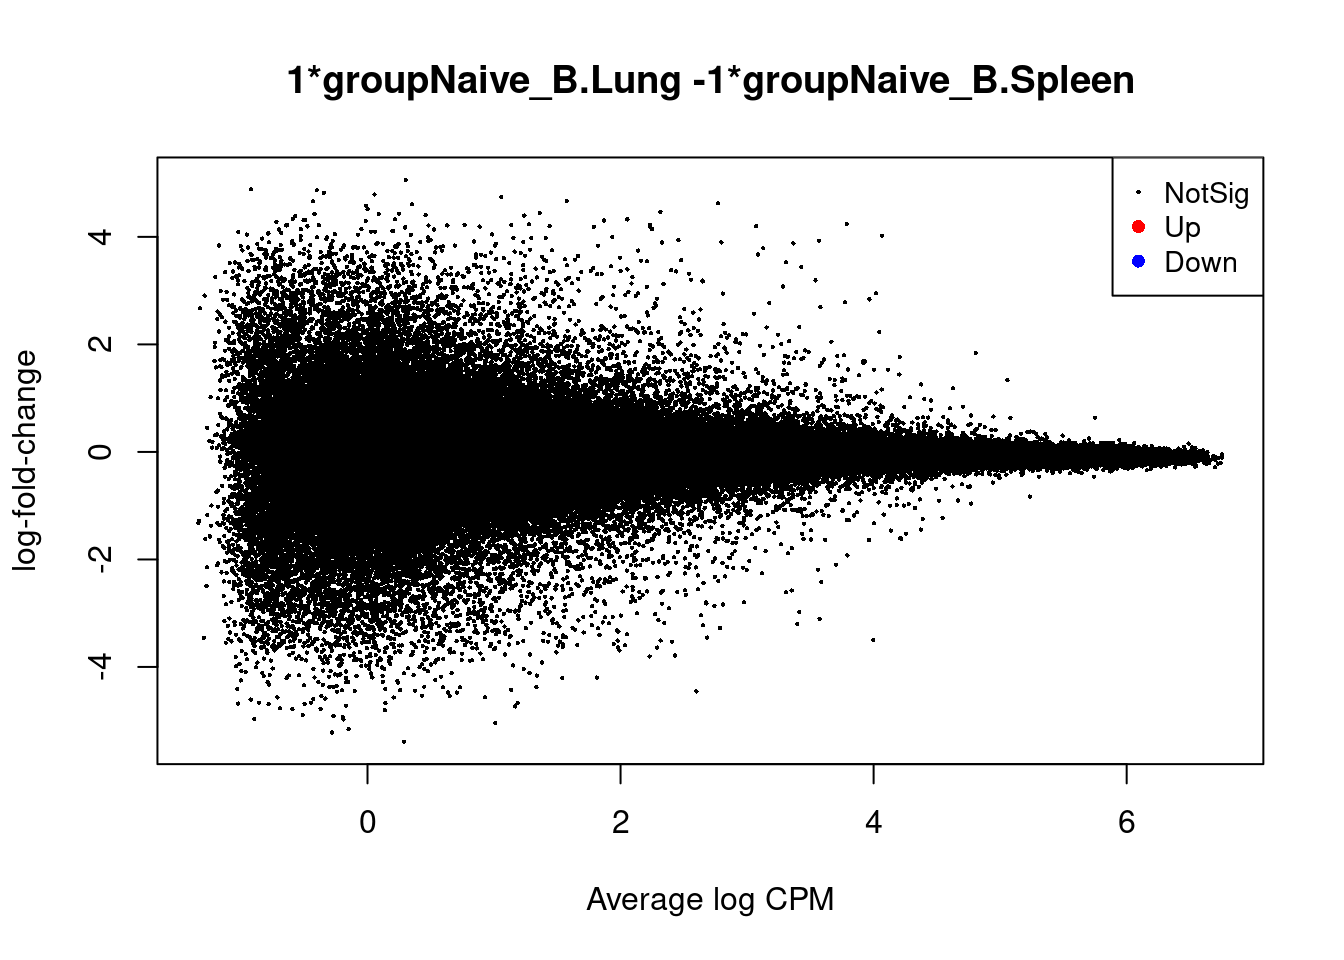 1*groupNaive_B.Lung -1*groupNaive_B.Spleen
NotSig
Up
Down
4
2
0
-2
-4
log-fold-change
0 2 4 6
Average log CPM